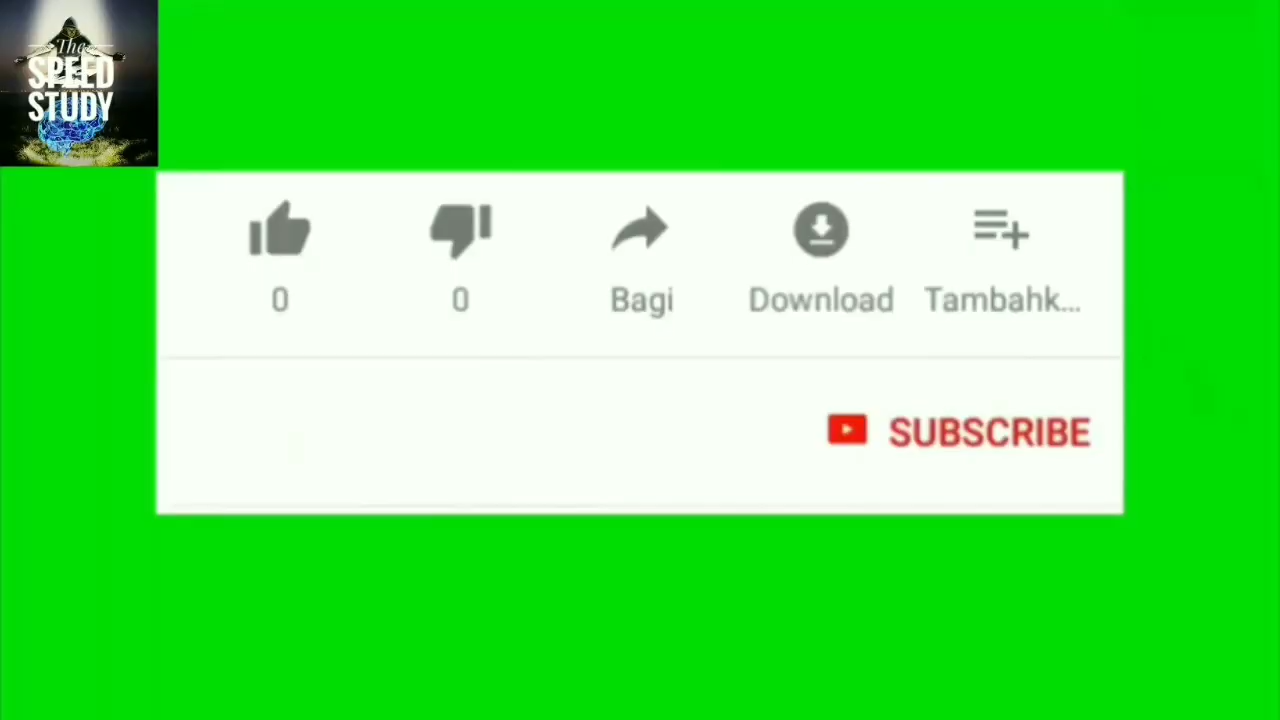 The
SPEED
STUDY
0 0 Bagi Download Tambahk...
SUBSCRIBE